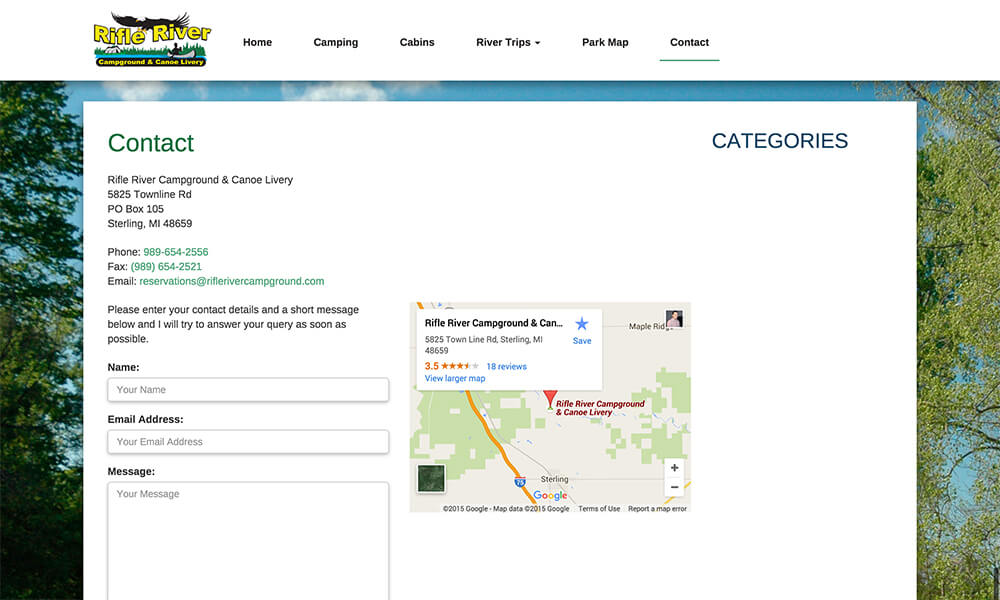 Rifle River
Campground & Canoe Livery
Home
Camping
Cabins
River Trips
Park Map
Contact
Contact
CATEGORIES
Rifle River Campground & Canoe Livery
5825 Townline Rd
PO Box 105
Sterling, MI 48659
Phone: 989-654-2556
Fax: (989) 654-2521
Email: reservations@riflerivercampground.com
Please enter your contact details and a short message
below and I will try to answer your query as soon as
possible.
Name:
Your Name
Email Address:
Your Email Address
Message:
Your Message
Rifle River Campground & Can...
5825 Town Line Rd, Sterling, MI
48659
3.5
18 reviews
View larger map
Save
Maple Ridge
Rifle River Campground
& Canoe Livery
75
Sterling
+
−
Google
©2015 Google - Map data ©2015 Google
Terms of Use
Report a map error